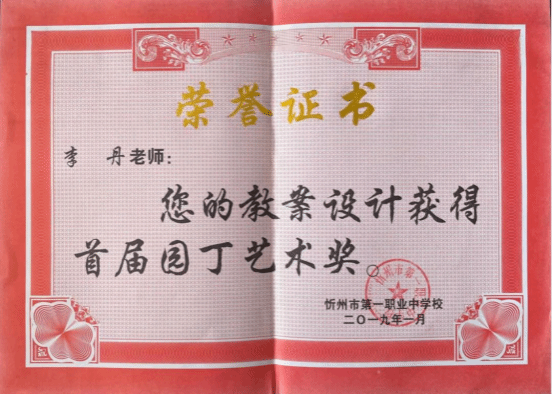 荣誉证书
李 丹老师：
您的教案设计获得
首届园丁艺术奖。
忻州市第一职业中学校
二〇一九年一月